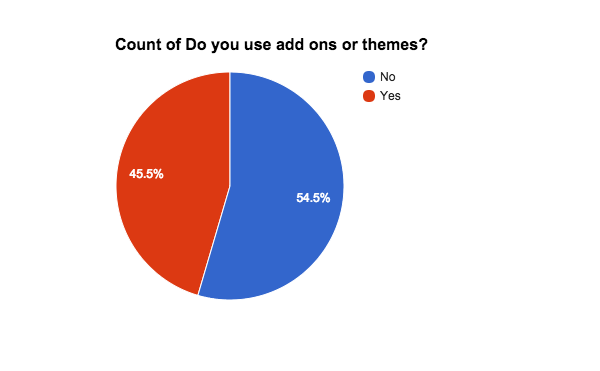 Count of Do you use add ons or themes?
No
Yes
45.5%
54.5%